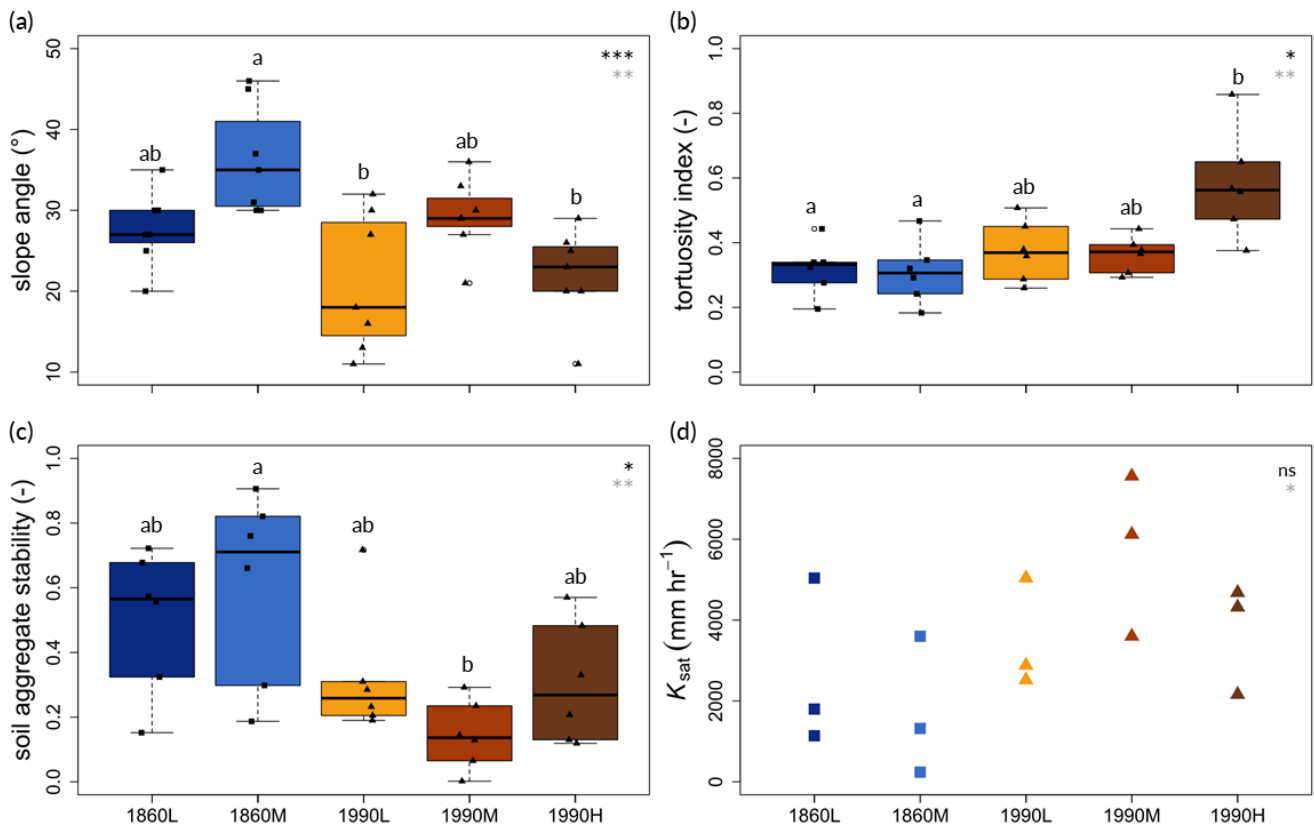 (a)
slope angle (°)
50
40
30
20
10
ab
a
b
ab
b
***
**
(b)
tortuosity index (-)
1.0
0.8
0.6
0.4
0.2
0.0
a
a
ab
ab
b
*
**
(c)
soil aggregate stability (-)
1.0
0.8
0.6
0.4
0.2
0.0
ab
a
ab
b
ab
*
**
1860L 1860M 1990L 1990M 1990H
(d)
Ksat (mm hr−1)
8000
6000
4000
2000
0
ns
*
1860L 1860M 1990L 1990M 1990H